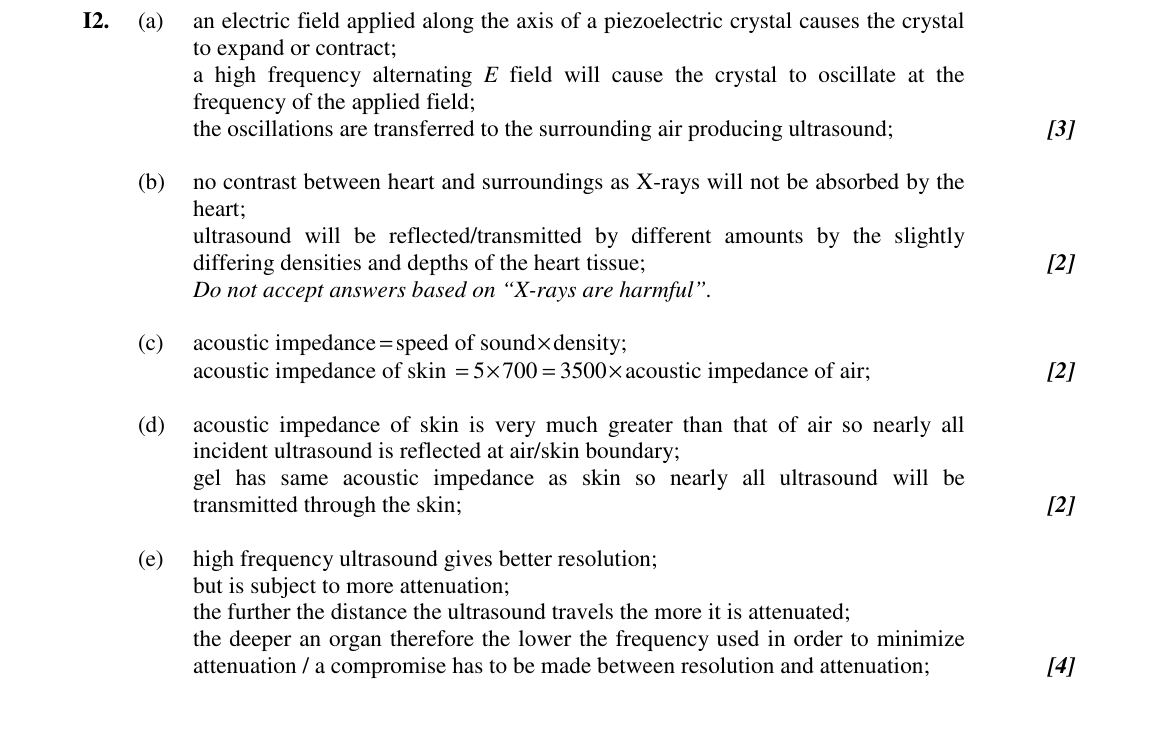 I2. (a) an electric field applied along the axis of a piezoelectric crystal causes the crystal
to expand or contract;
a high frequency alternating E field will cause the crystal to oscillate at the
frequency of the applied field;
the oscillations are transferred to the surrounding air producing ultrasound; [3]
(b) no contrast between heart and surroundings as X-rays will not be absorbed by the
heart;
ultrasound will be reflected/transmitted by different amounts by the slightly
differing densities and depths of the heart tissue; [2]
Do not accept answers based on “X-rays are harmful”.
(c) acoustic impedance=speed of sound×density;
acoustic impedance of skin =5×700=3500×acoustic impedance of air; [2]
(d) acoustic impedance of skin is very much greater than that of air so nearly all
incident ultrasound is reflected at air/skin boundary;
gel has same acoustic impedance as skin so nearly all ultrasound will be
transmitted through the skin; [2]
(e) high frequency ultrasound gives better resolution;
but is subject to more attenuation;
the further the distance the ultrasound travels the more it is attenuated;
the deeper an organ therefore the lower the frequency used in order to minimize
attenuation / a compromise has to be made between resolution and attenuation; [4]